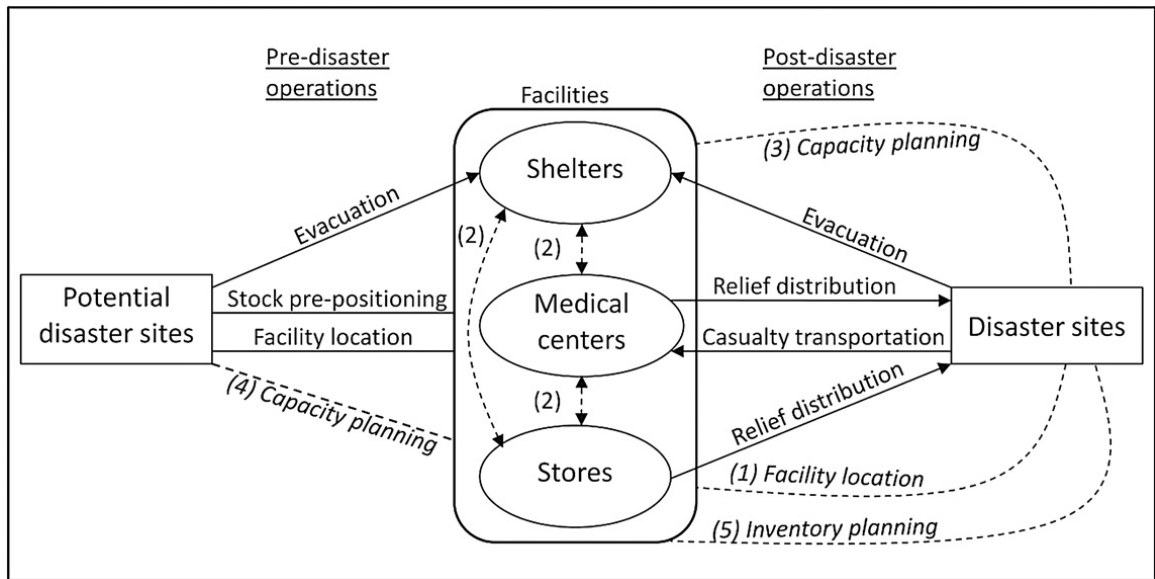 Pre-disaster
operations
Post-disaster
operations
Facilities
(3) Capacity planning
Shelters
Evacuation
(2)
(2)
Evacuation
Potential
disaster sites
Stock pre-positioning
Facility location
Medical
centers
Relief distribution
Casualty transportation
Disaster sites
(4) Capacity planning
(2)
Relief distribution
Stores
(1) Facility location
(5) Inventory planning